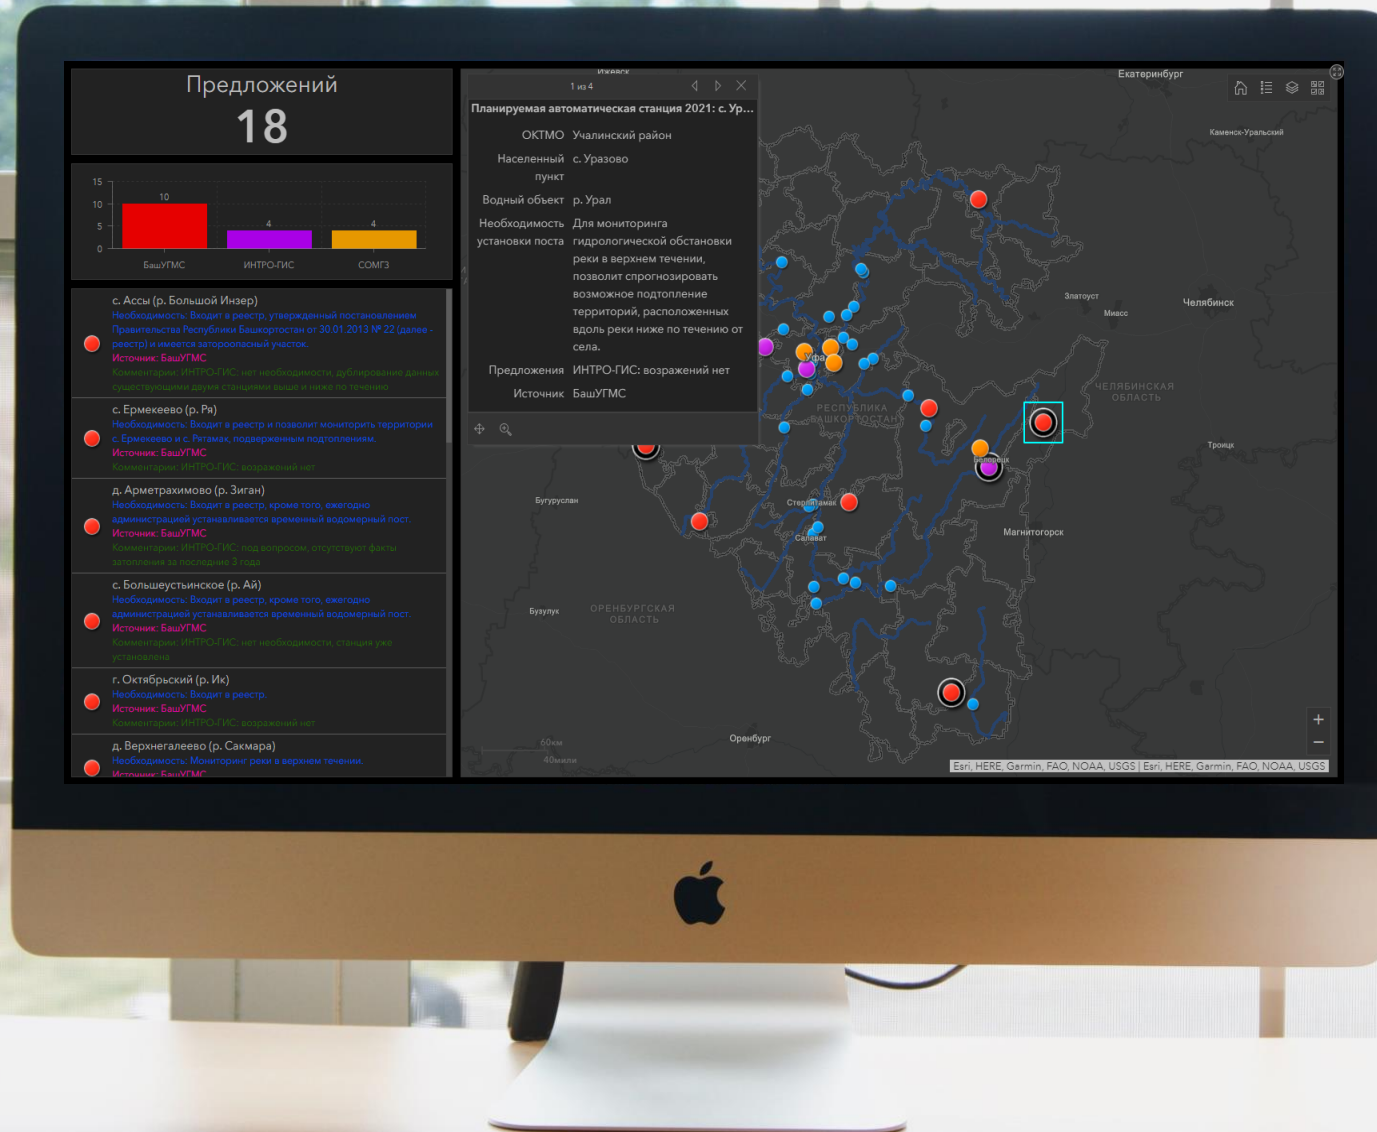 Предложений
18
15
10
5
0
10
4
4
БашУГМС
ИНТРО-ГИС
СОМГЗ
с. Ассы (р. Большой Инзер)
Необходимость: Входит в реестр, утвержденный постановлением
Правительства Республики Башкортостан от 30.01.2013 № 22 (далее -
реестр) и имеется затороопасный участок.
Источник: БашУГМС
Комментарии: ИНТРО-ГИС: нет необходимости, дублирование данных
существующими двумя станциями выше и ниже по течению
с. Ермекеево (р. Ря)
Необходимость: Входит в реестр и позволит мониторить территории
с. Ермекеево и с. Рятамак, подверженным подтоплениям.
Источник: БашУГМС
Комментарии: ИНТРО-ГИС: возражений нет
д. Арметрахимово (р. Зиган)
Необходимость: Входит в реестр, кроме того, ежегодно
администрацией устанавливается временный водомерный пост.
Источник: БашУГМС
Комментарии: ИНТРО-ГИС: под вопросом, отсутствуют факты
затопления за последние 3 года
с. Большеустьинское (р. Ай)
Необходимость: Входит в реестр, кроме того, ежегодно
администрацией устанавливается временный водомерный пост.
Источник: БашУГМС
Комментарии: ИНТРО-ГИС: нет необходимости, станция уже
установлена
г. Октябрьский (р. Ик)
Необходимость: Входит в реестр.
Источник: БашУГМС
Комментарии: ИНТРО-ГИС: возражений нет
д. Верхнегалеево (р. Сакмара)
Необходимость: Мониторинг реки в верхнем течении.
Источник: БашУГМС
Ижевск
1 из 4
Планируемая автоматическая станция 2021: с. Ур...
ОКТМО Учалинский район
Населенный пункт с. Уразово
Водный объект р. Урал
Необходимость Для мониторинга
установки поста гидрологической обстановки
реки в верхнем течении,
позволит спрогнозировать
возможное подтопление
территорий, расположенных
вдоль реки ниже по течению от
села.
Предложения ИНТРО-ГИС: возражений нет
Источник БашУГМС
Екатеринбург
Каменск-Уральский
Златоуст
Миасс
Челябинск
Уфа
ЧЕЛЯБИНСКАЯ
ОБЛАСТЬ
РЕСПУБЛИКА
БАШКОРТОСТАН
Троицк
Белорецк
Бугуруслан
Стерлитамак
Салават
Магнитогорск
Бузулук
ОРЕНБУРГСКАЯ
ОБЛАСТЬ
Оренбург
60км
40мили
+
−
Esri, HERE, Garmin, FAO, NOAA, USGS | Esri, HERE, Garmin, FAO, NOAA, USGS